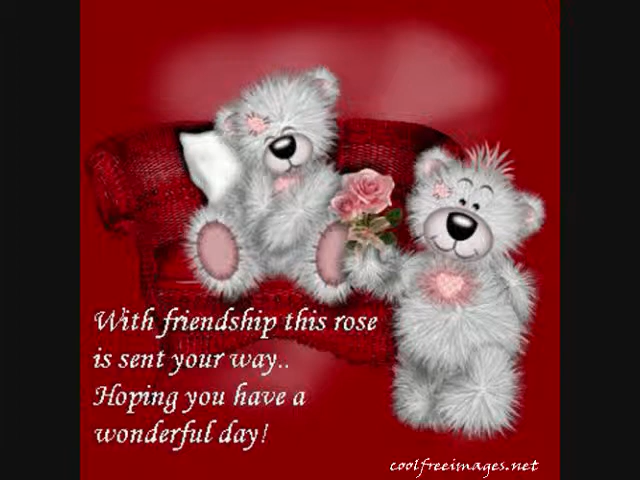 With friendship this rose
is sent your way..
Hoping you have a
wonderful day!
coolfreeimages.net